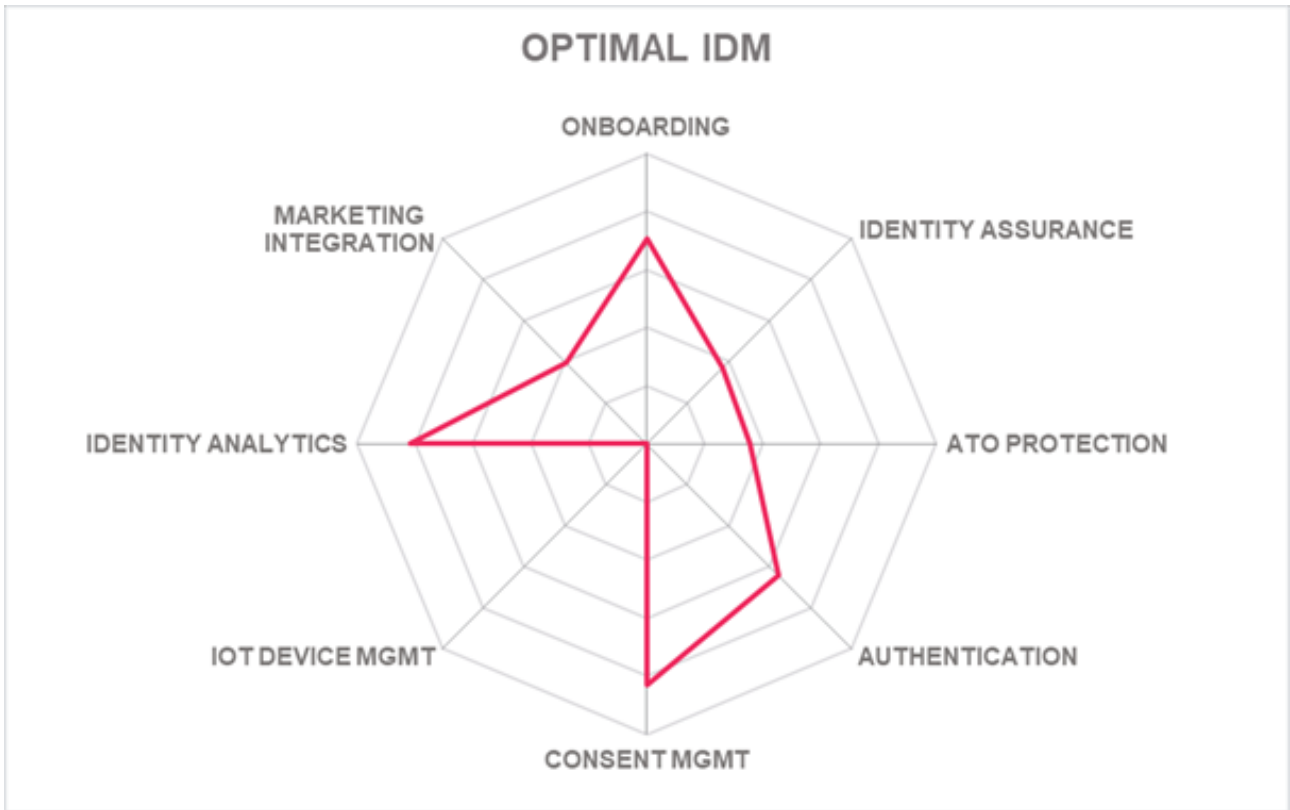 OPTIMAL IDM
ONBOARDING
MARKETING
INTEGRATION
IDENTITY ASSURANCE
IDENTITY ANALYTICS
ATO PROTECTION
IOT DEVICE MGMT
AUTHENTICATION
CONSENT MGMT